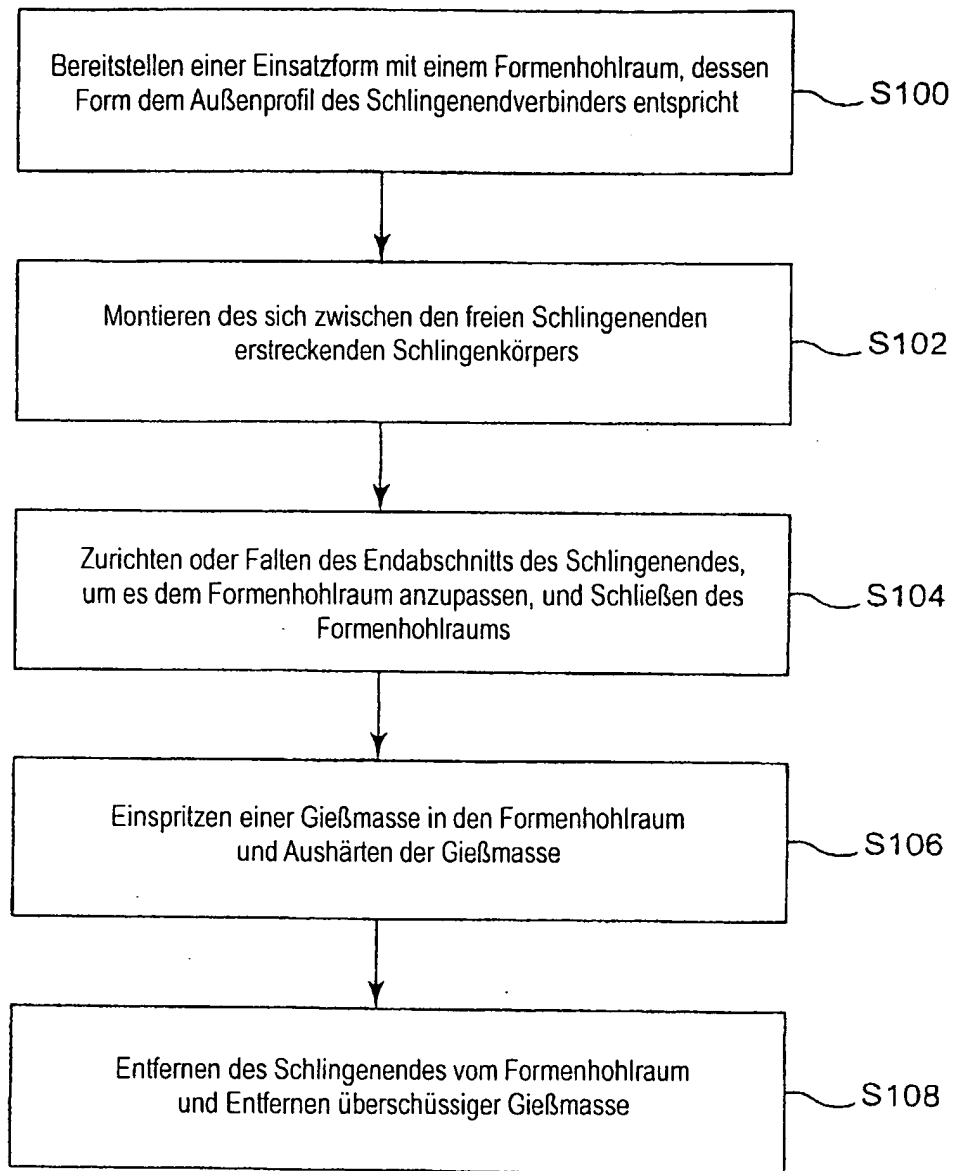 Bereitstellen einer Einsatzform mit einem Formenhohlraum, dessen
Form dem Außenprofil des Schlingenendverbinders entspricht
S100
Montieren des sich zwischen den freien Schlingenenden
erstreckenden Schlingenkörpers
S102
Zurichten oder Falten des Endabschnitts des Schlingenendes,
um es dem Formenhohlraum anzupassen, und Schließen des
Formenhohlraums
S104
Einspritzen einer Gießmasse in den Formenhohlraum
und Aushärten der Gießmasse
S106
Entfernen des Schlingenendes vom Formenhohlraum
und Entfernen überschüssiger Gießmasse
S108